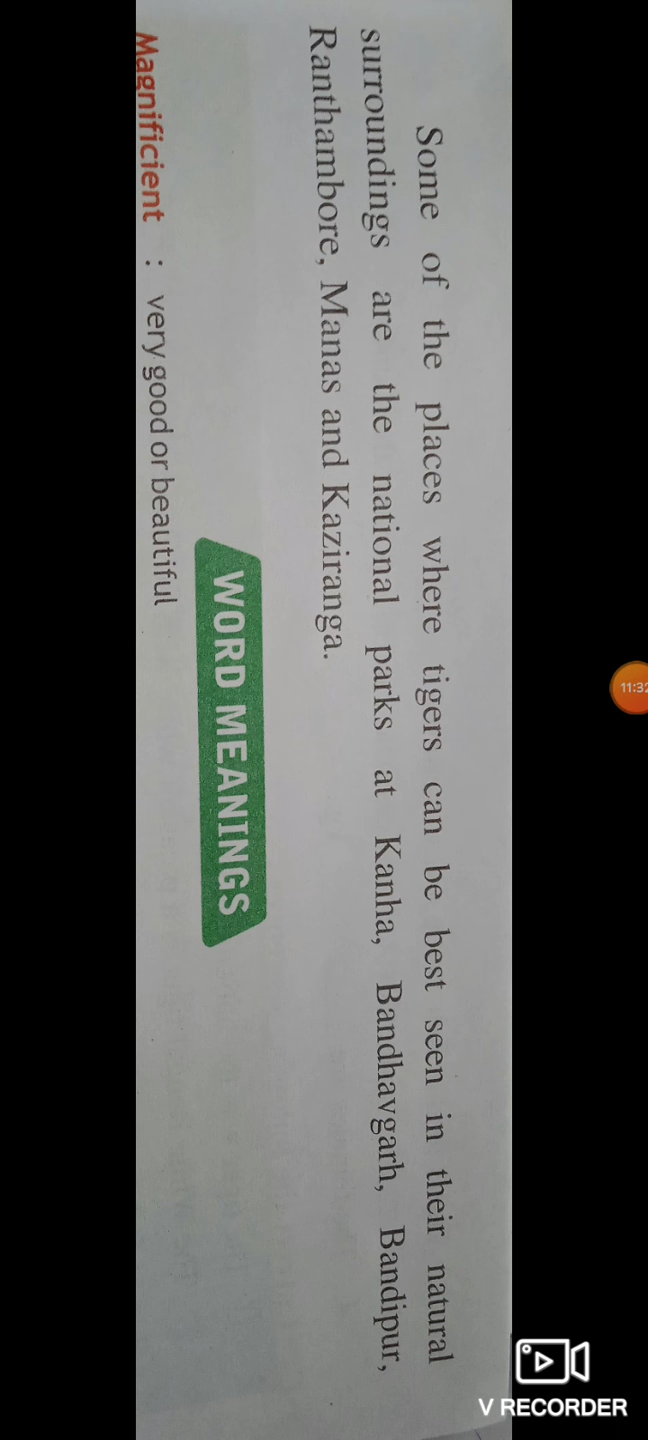 Some of the places where tigers can be best seen in their natural
surroundings are the national parks at Kanha, Bandhavgarh, Bandipur,
Ranthambore, Manas and Kaziranga.
WORD MEANINGS
Magnificient : very good or beautiful
11:32
V RECORDER